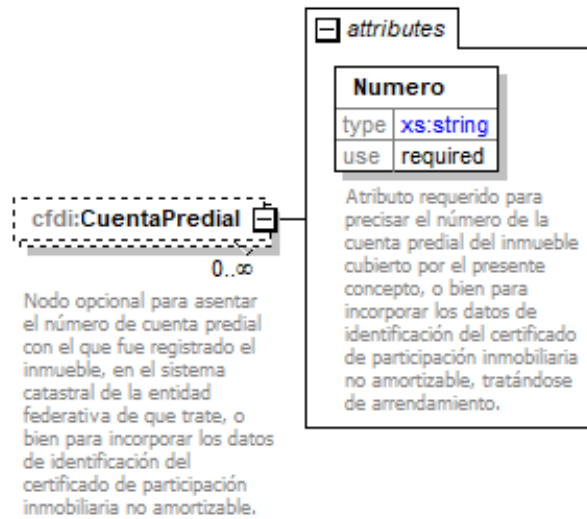 attributes
Numero
type xs:string
use required
Atributo requerido para
precisar el número de la
cuenta predial del inmueble
cubierto por el presente
concepto, o bien para
incorporar los datos de
identificación del certificado
de participación inmobiliaria
no amortizable, tratándose
de arrendamiento.
cfdi:CuentaPredial
0..∞
Nodo opcional para asentar
el número de cuenta predial
con el que fue registrado el
inmueble, en el sistema
catastral de la entidad
federativa de que trate, o
bien para incorporar los datos
de identificación del
certificado de participación
inmobiliaria no amortizable.